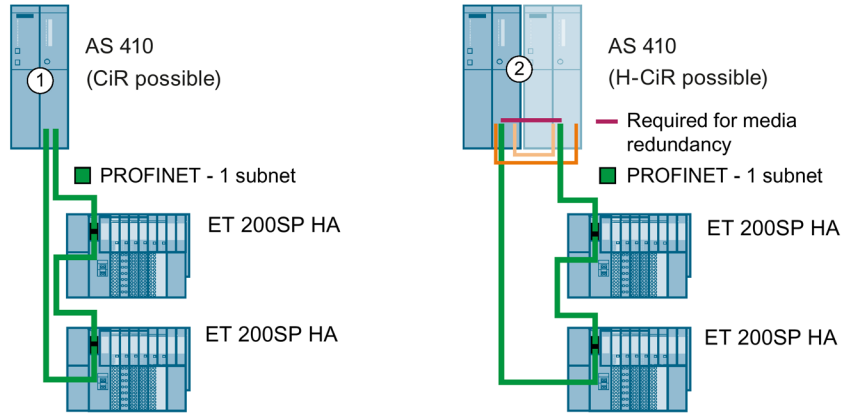 AS 410
(CiR possible)
1
PROFINET - 1 subnet
ET 200SP HA
ET 200SP HA
AS 410
(H-CiR possible)
2
Required for media
redundancy
PROFINET - 1 subnet
ET 200SP HA
ET 200SP HA